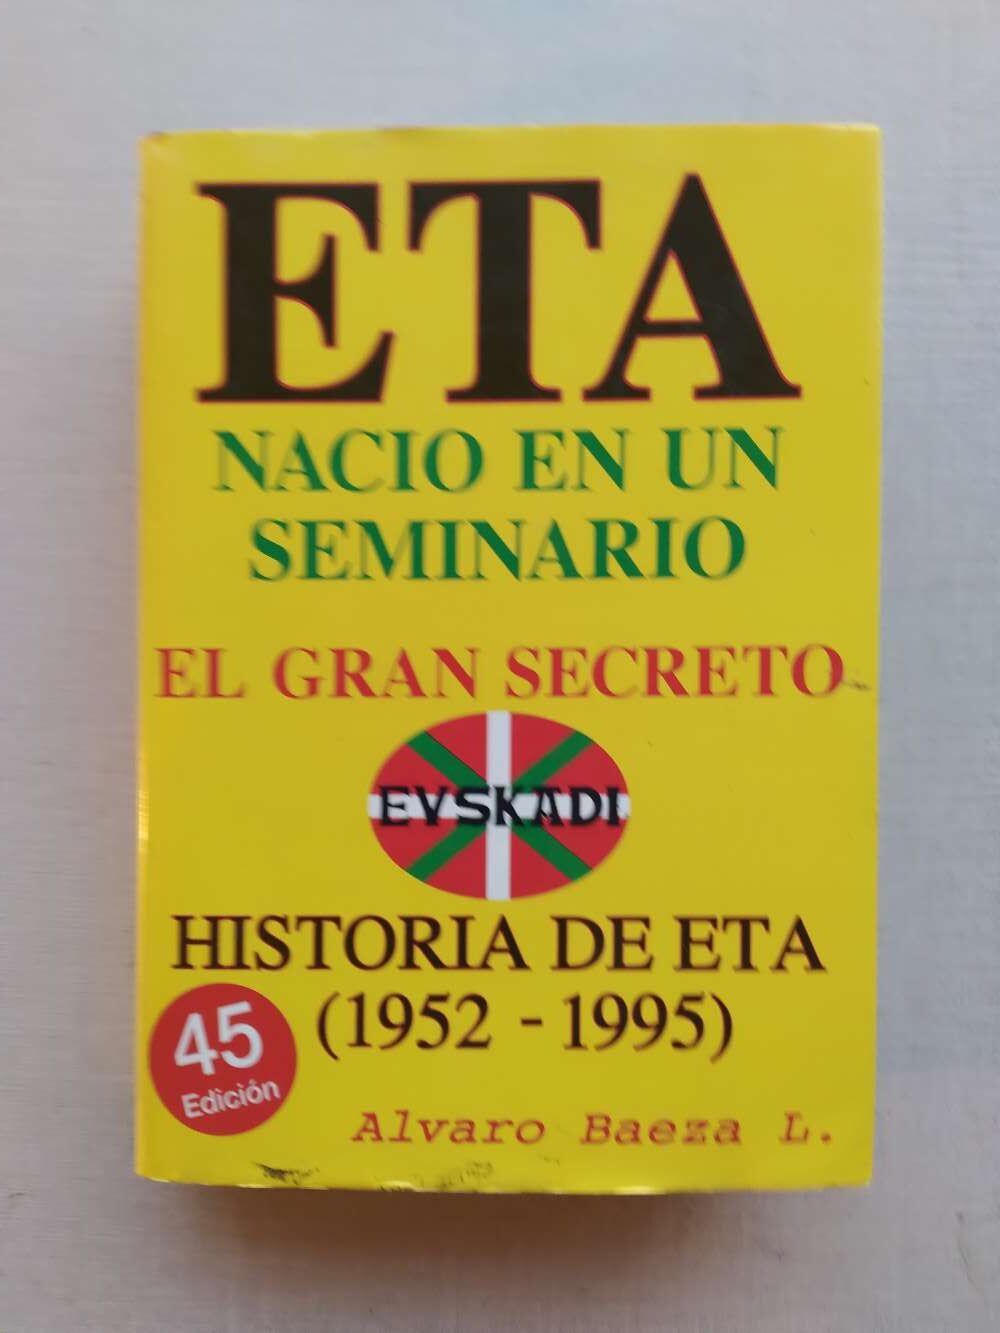 ETA
NACIO EN UN
SEMINARIO
EL GRAN SECRETO
EVSKADI
HISTORIA DE ETA
(1952 - 1995)
45
Edición
Alvaro Baeza L.